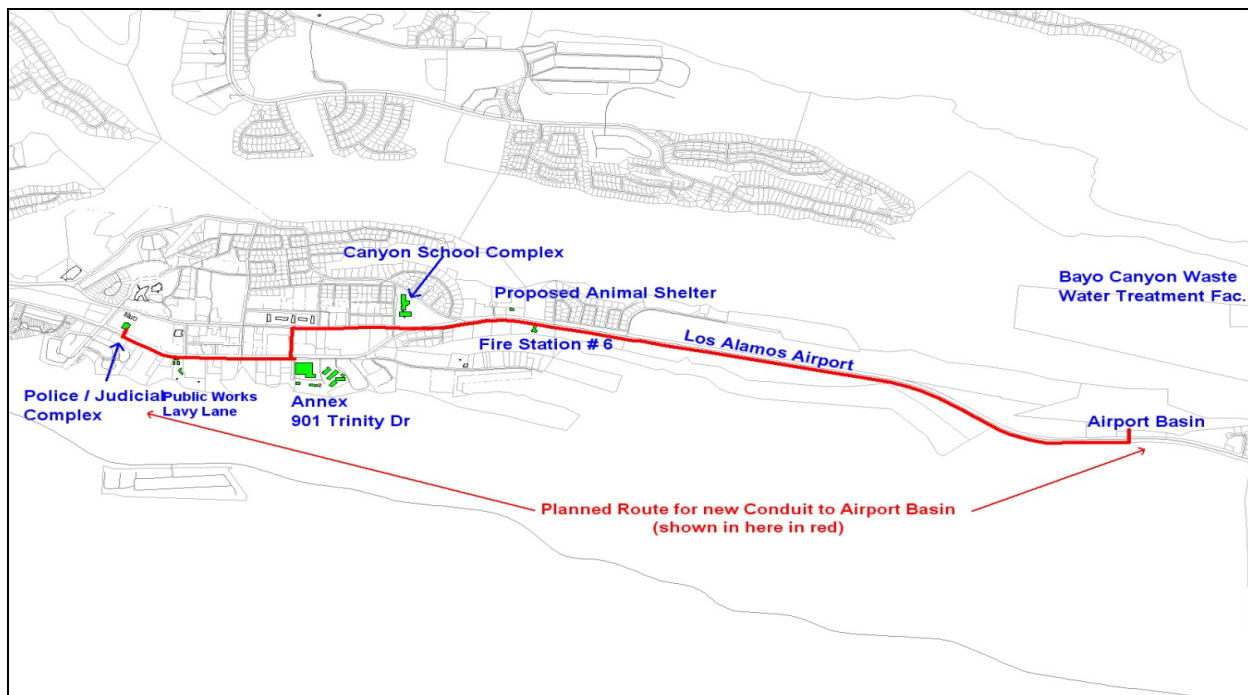 Canyon School Complex
Proposed Animal Shelter
Bayo Canyon Waste
Water Treatment Fac.
Fire Station # 6
Los Alamos Airport
Police / Judicial
Complex
Public Works
Lavy Lane
Annex
901 Trinity Dr
Airport Basin
Planned Route for new Conduit to Airport Basin
(shown in here in red)